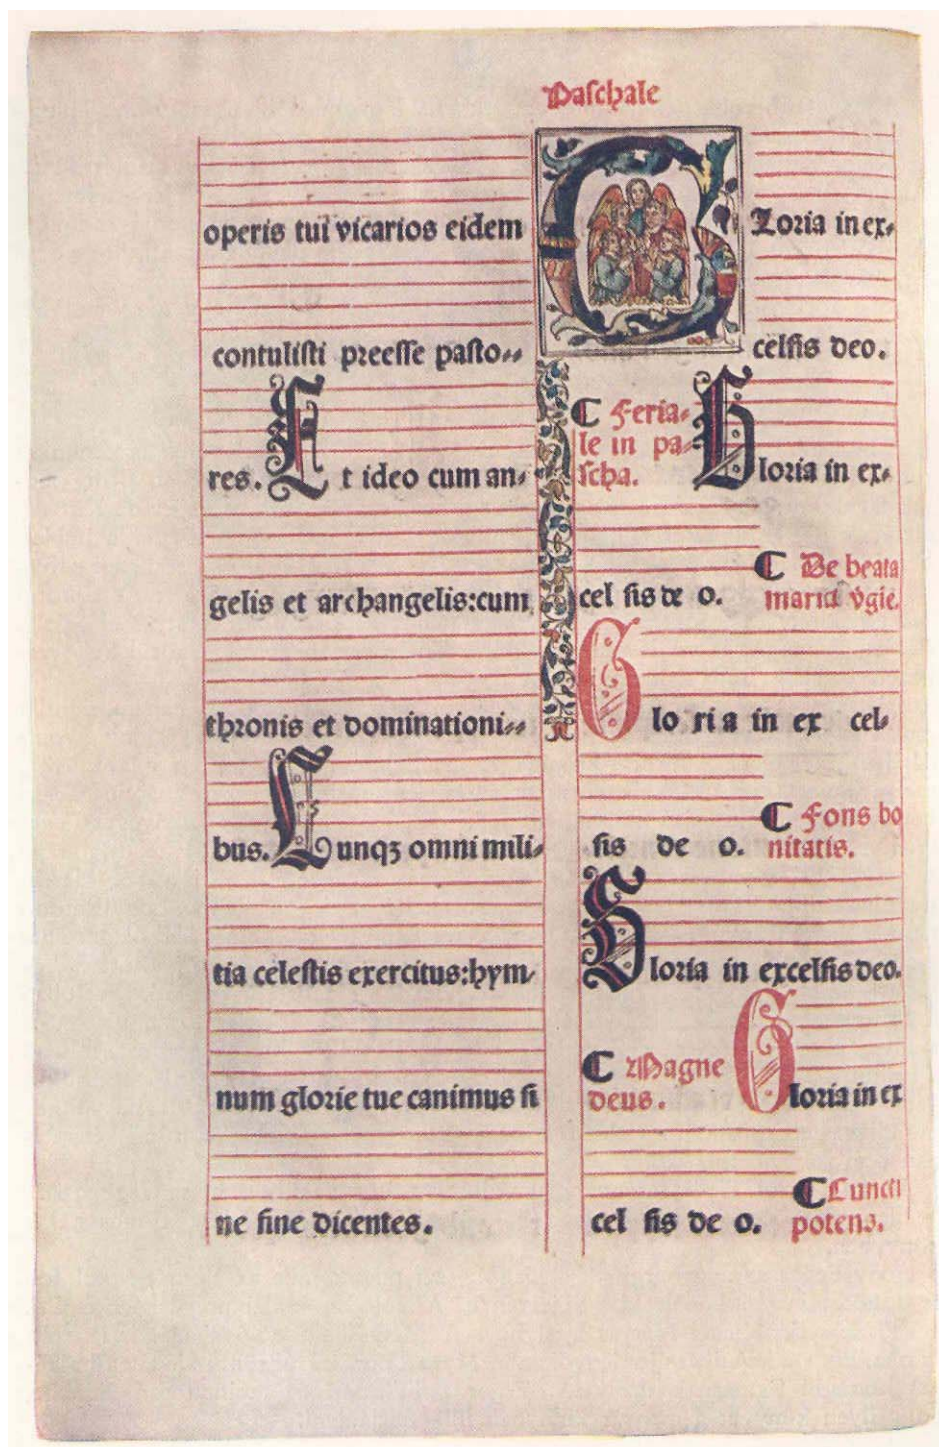 Paschale
operis tui vicarios eidem
contulisti preesse pasto⸗
res. Et ideo cum an⸗
gelis et archangelis:cum
thronis et dominationi⸗
bus. Cunqꝫ omni mili⸗
tia celestis exercitus:hym⸗
num glorie tue canimus si
ne fine dicentes.
Gloria in ex⸗
celsis deo.
¶ Feria⸗
le in pa⸗
scha.
Gloria in ex⸗
cel sis de o.
¶ De beata
maria v̄gie.
Glo ri a in ex cel⸗
sis de o.
¶ Fons bo
nitatis.
Gloria in excelsis deo.
¶ Magne
deus.
Gloria in ex
cel sis de o.
¶ Cuncti
potens.